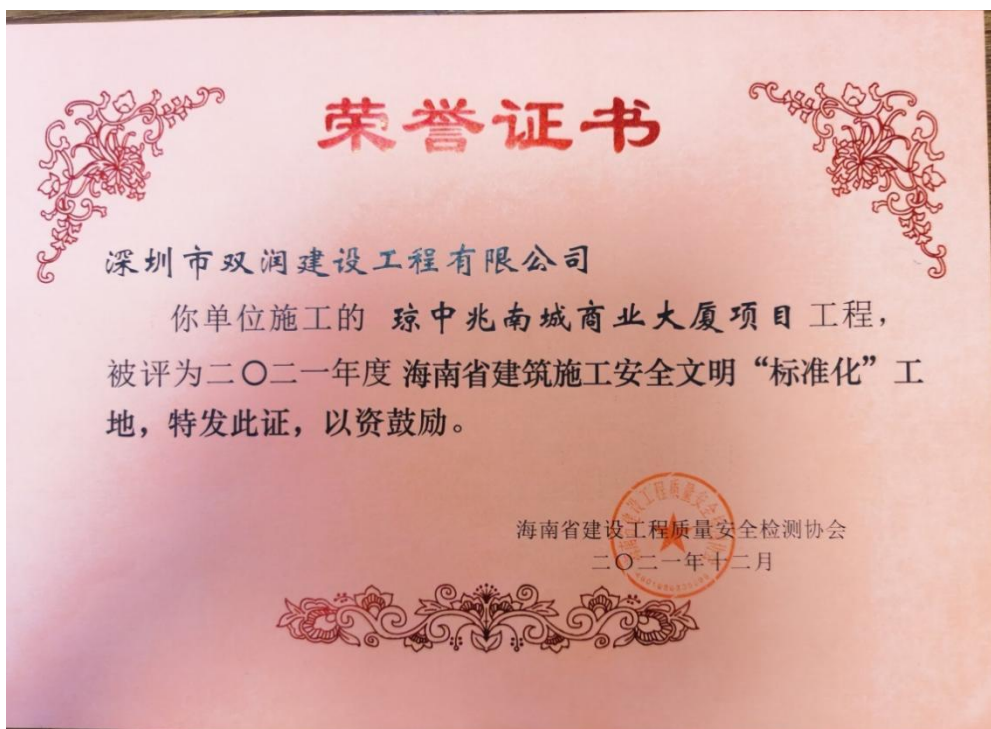 荣誉证书
深圳市双润建设工程有限公司
你单位施工的 琼中兆南城商业大厦项目 工程，
被评为二〇二一年度 海南省建筑施工安全文明“标准化”工
地，特发此证，以资鼓励。
海南省建设工程质量安全检测协会
二〇二一年十二月